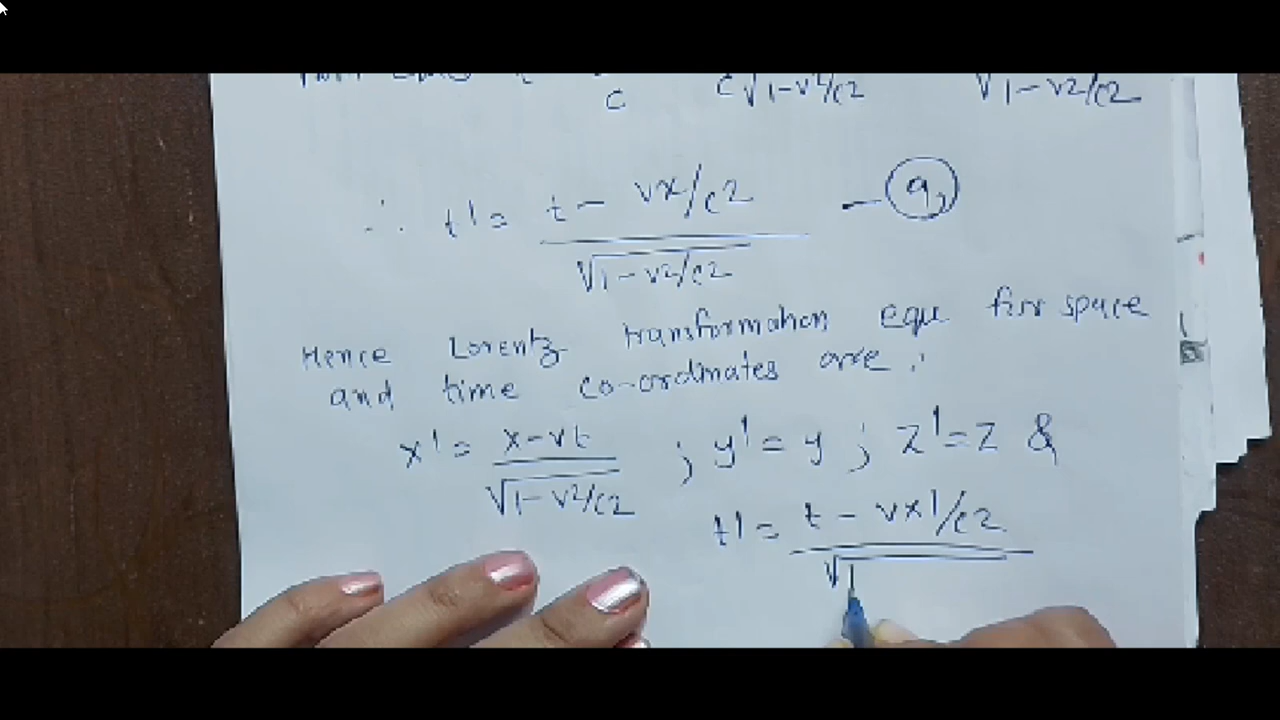 c c√1-v2/c2 √1-v2/c2
∴ t' = t - vx/c2 — 9,
√1-v2/c2
Hence Lorentz transformation equ for space
and time co-ordinates are :
x' = x-vt ; y' = y ; z' = z &
√1-v2/c2
t' = t - vx'/c2
√1